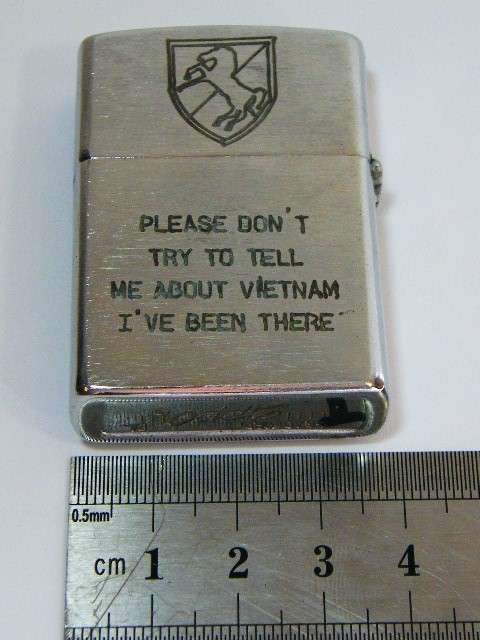 PLEASE DON'T
TRY TO TELL
ME ABOUT VIETNAM
I'VE BEEN THERE
0.5mm
cm 1 2 3 4